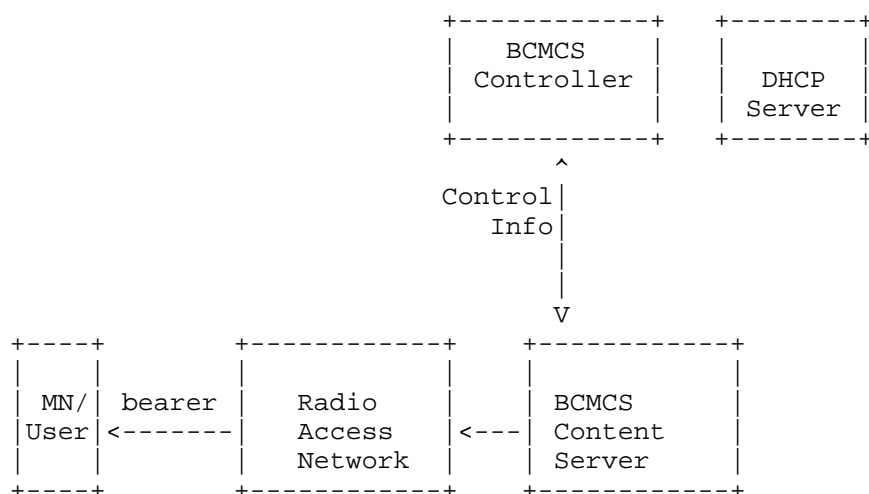 BCMCS
Controller
DHCP
Server
Control
Info
V
MN/ bearer Radio BCMCS
User Access Content
Network Server